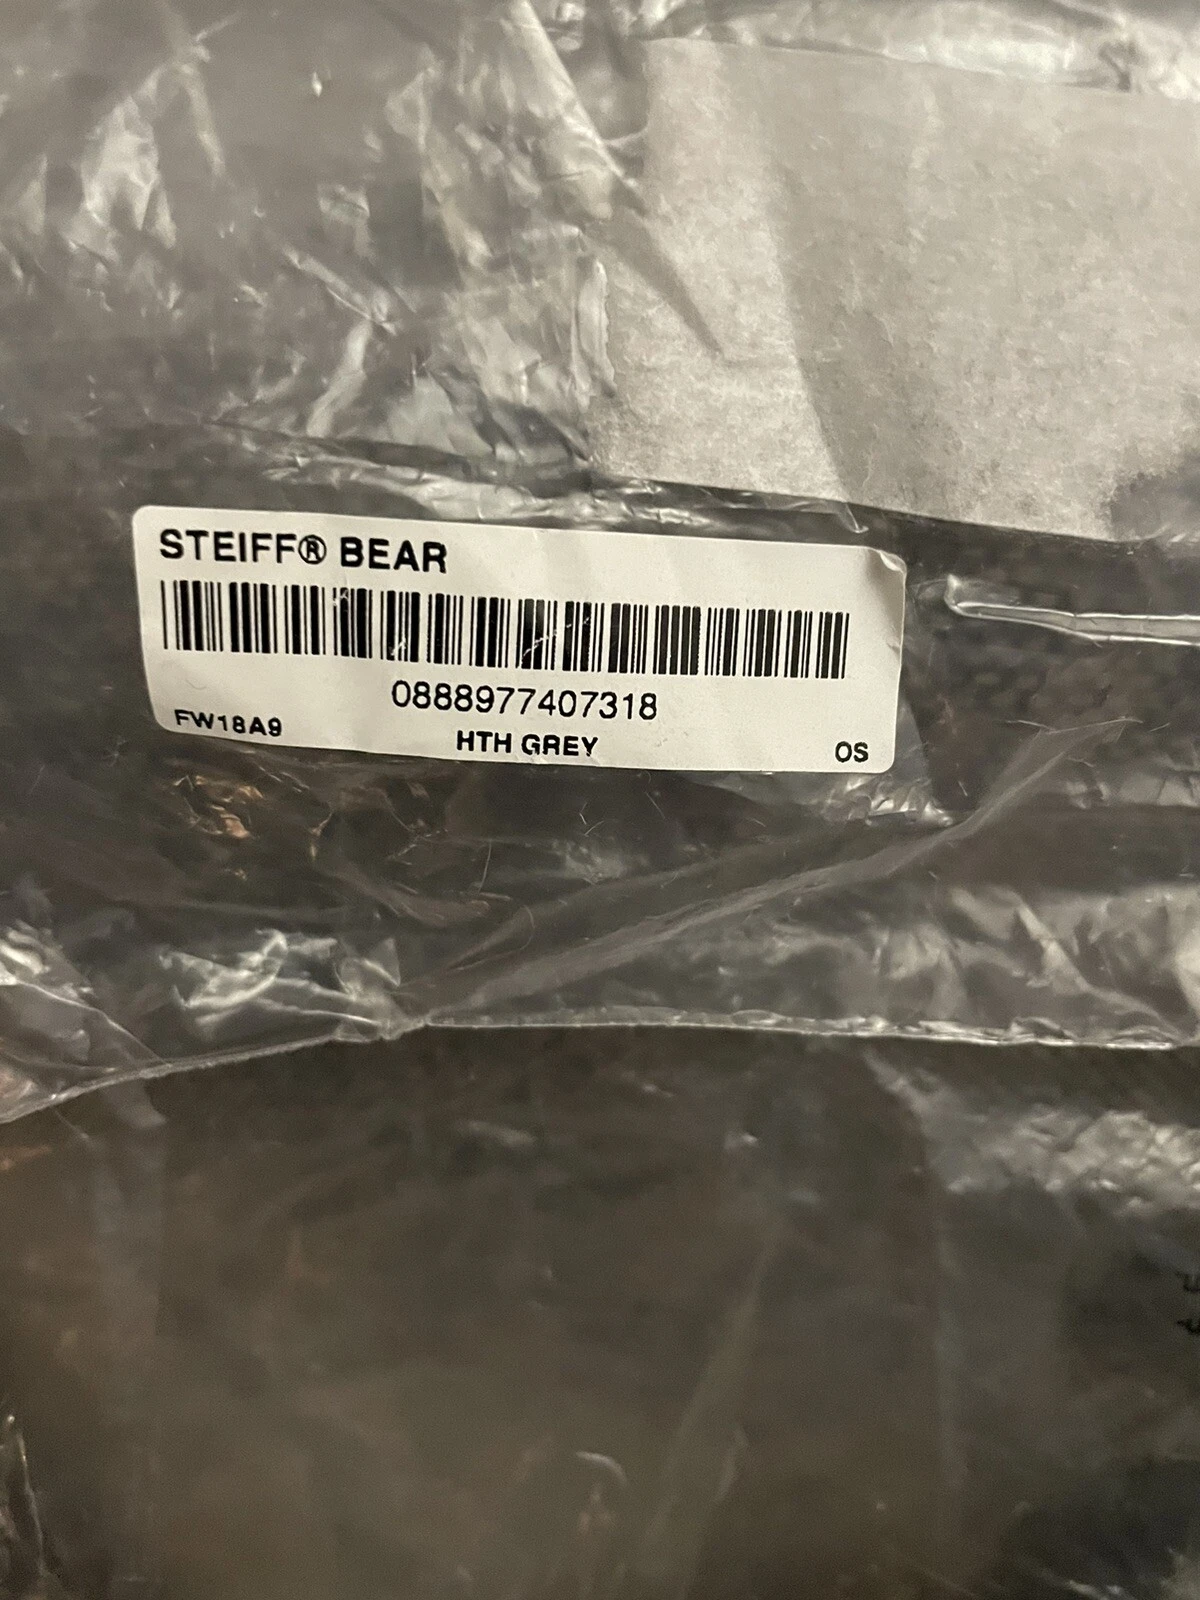 STEIFF® BEAR
0888977407318
FW18A9
HTH GREY
OS